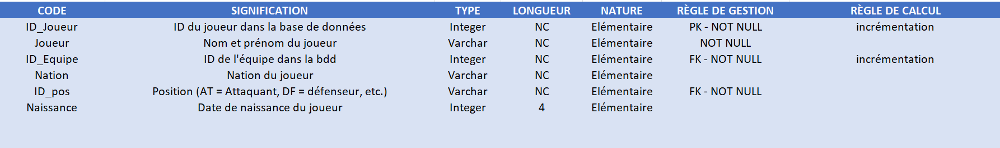 CODE SIGNIFICATION TYPE LONGUEUR NATURE RÈGLE DE GESTION RÈGLE DE CALCUL
ID_Joueur ID du joueur dans la base de données Integer NC Elémentaire PK - NOT NULL incrémentation
Joueur Nom et prénom du joueur Varchar NC Elémentaire NOT NULL
ID_Equipe ID de l'équipe dans la bdd Integer NC Elémentaire FK - NOT NULL incrémentation
Nation Nation du joueur Varchar NC Elémentaire
ID_pos Position (AT = Attaquant, DF = défenseur, etc.) Varchar NC Elémentaire FK - NOT NULL
Naissance Date de naissance du joueur Integer 4 Elémentaire